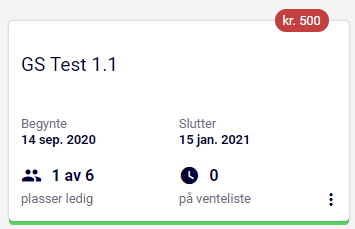 kr. 500
GS Test 1.1
Begynte Slutter
14 sep. 2020 15 jan. 2021
1 av 6 0
plasser ledig på venteliste